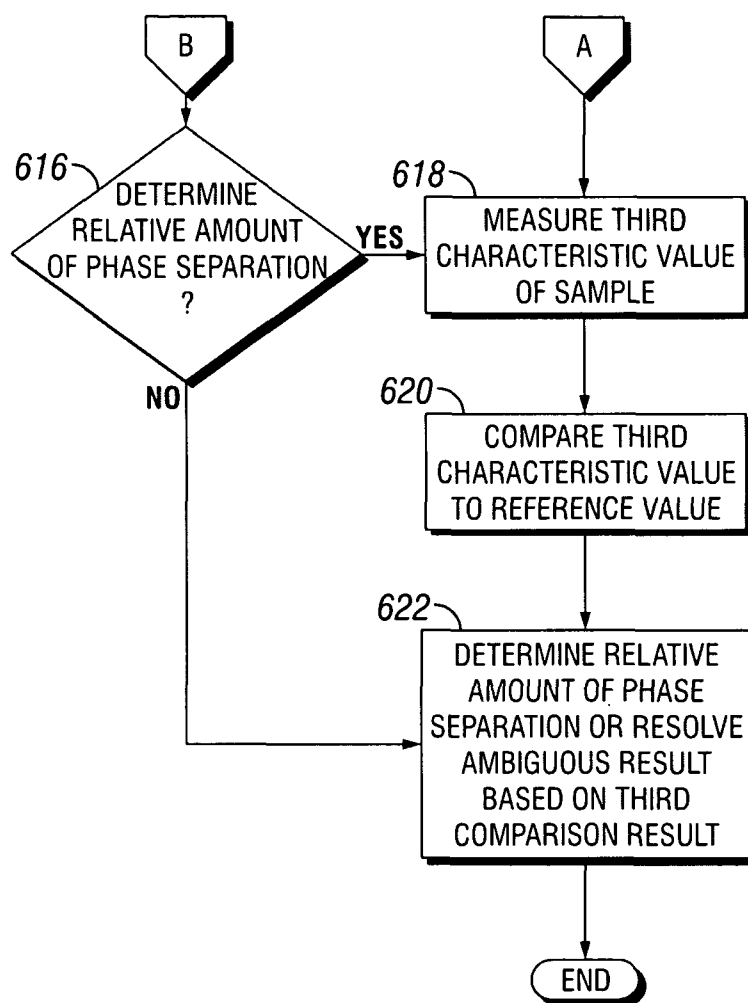 B
616
DETERMINE
RELATIVE AMOUNT
OF PHASE SEPARATION
?
YES
NO
A
618
MEASURE THIRD
CHARACTERISTIC VALUE
OF SAMPLE
620
COMPARE THIRD
CHARACTERISTIC VALUE
TO REFERENCE VALUE
622
DETERMINE RELATIVE
AMOUNT OF PHASE
SEPARATION OR RESOLVE
AMBIGUOUS RESULT
BASED ON THIRD
COMPARISON RESULT
END